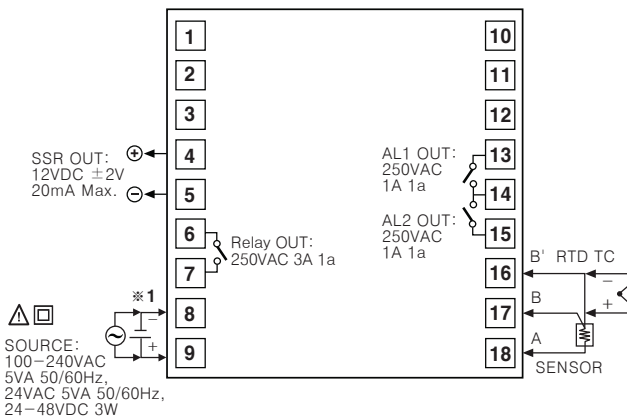 1
2
3
4
5
6
7
8
9
10
11
12
13
14
15
16
17
18
SSR OUT:
12VDC ±2V
20mA Max.
+
−
Relay OUT:
250VAC 3A 1a
※1
−
+
SOURCE:
100−240VAC
5VA 50/60Hz,
24VAC 5VA 50/60Hz,
24−48VDC 3W
AL1 OUT:
250VAC
1A 1a
AL2 OUT:
250VAC
1A 1a
B' RTD TC
−
B +
A
SENSOR